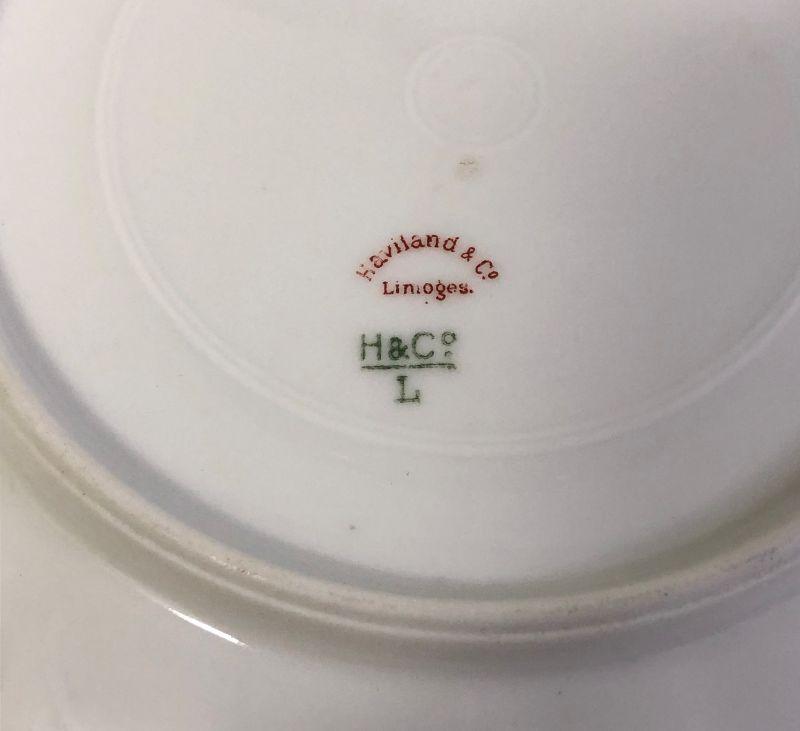 Haviland & Co
Limoges.
H&Co
L